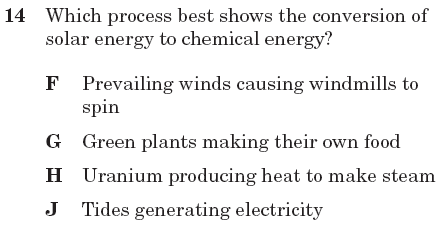 14 Which process best shows the conversion of
solar energy to chemical energy?
F Prevailing winds causing windmills to
spin
G Green plants making their own food
H Uranium producing heat to make steam
J Tides generating electricity